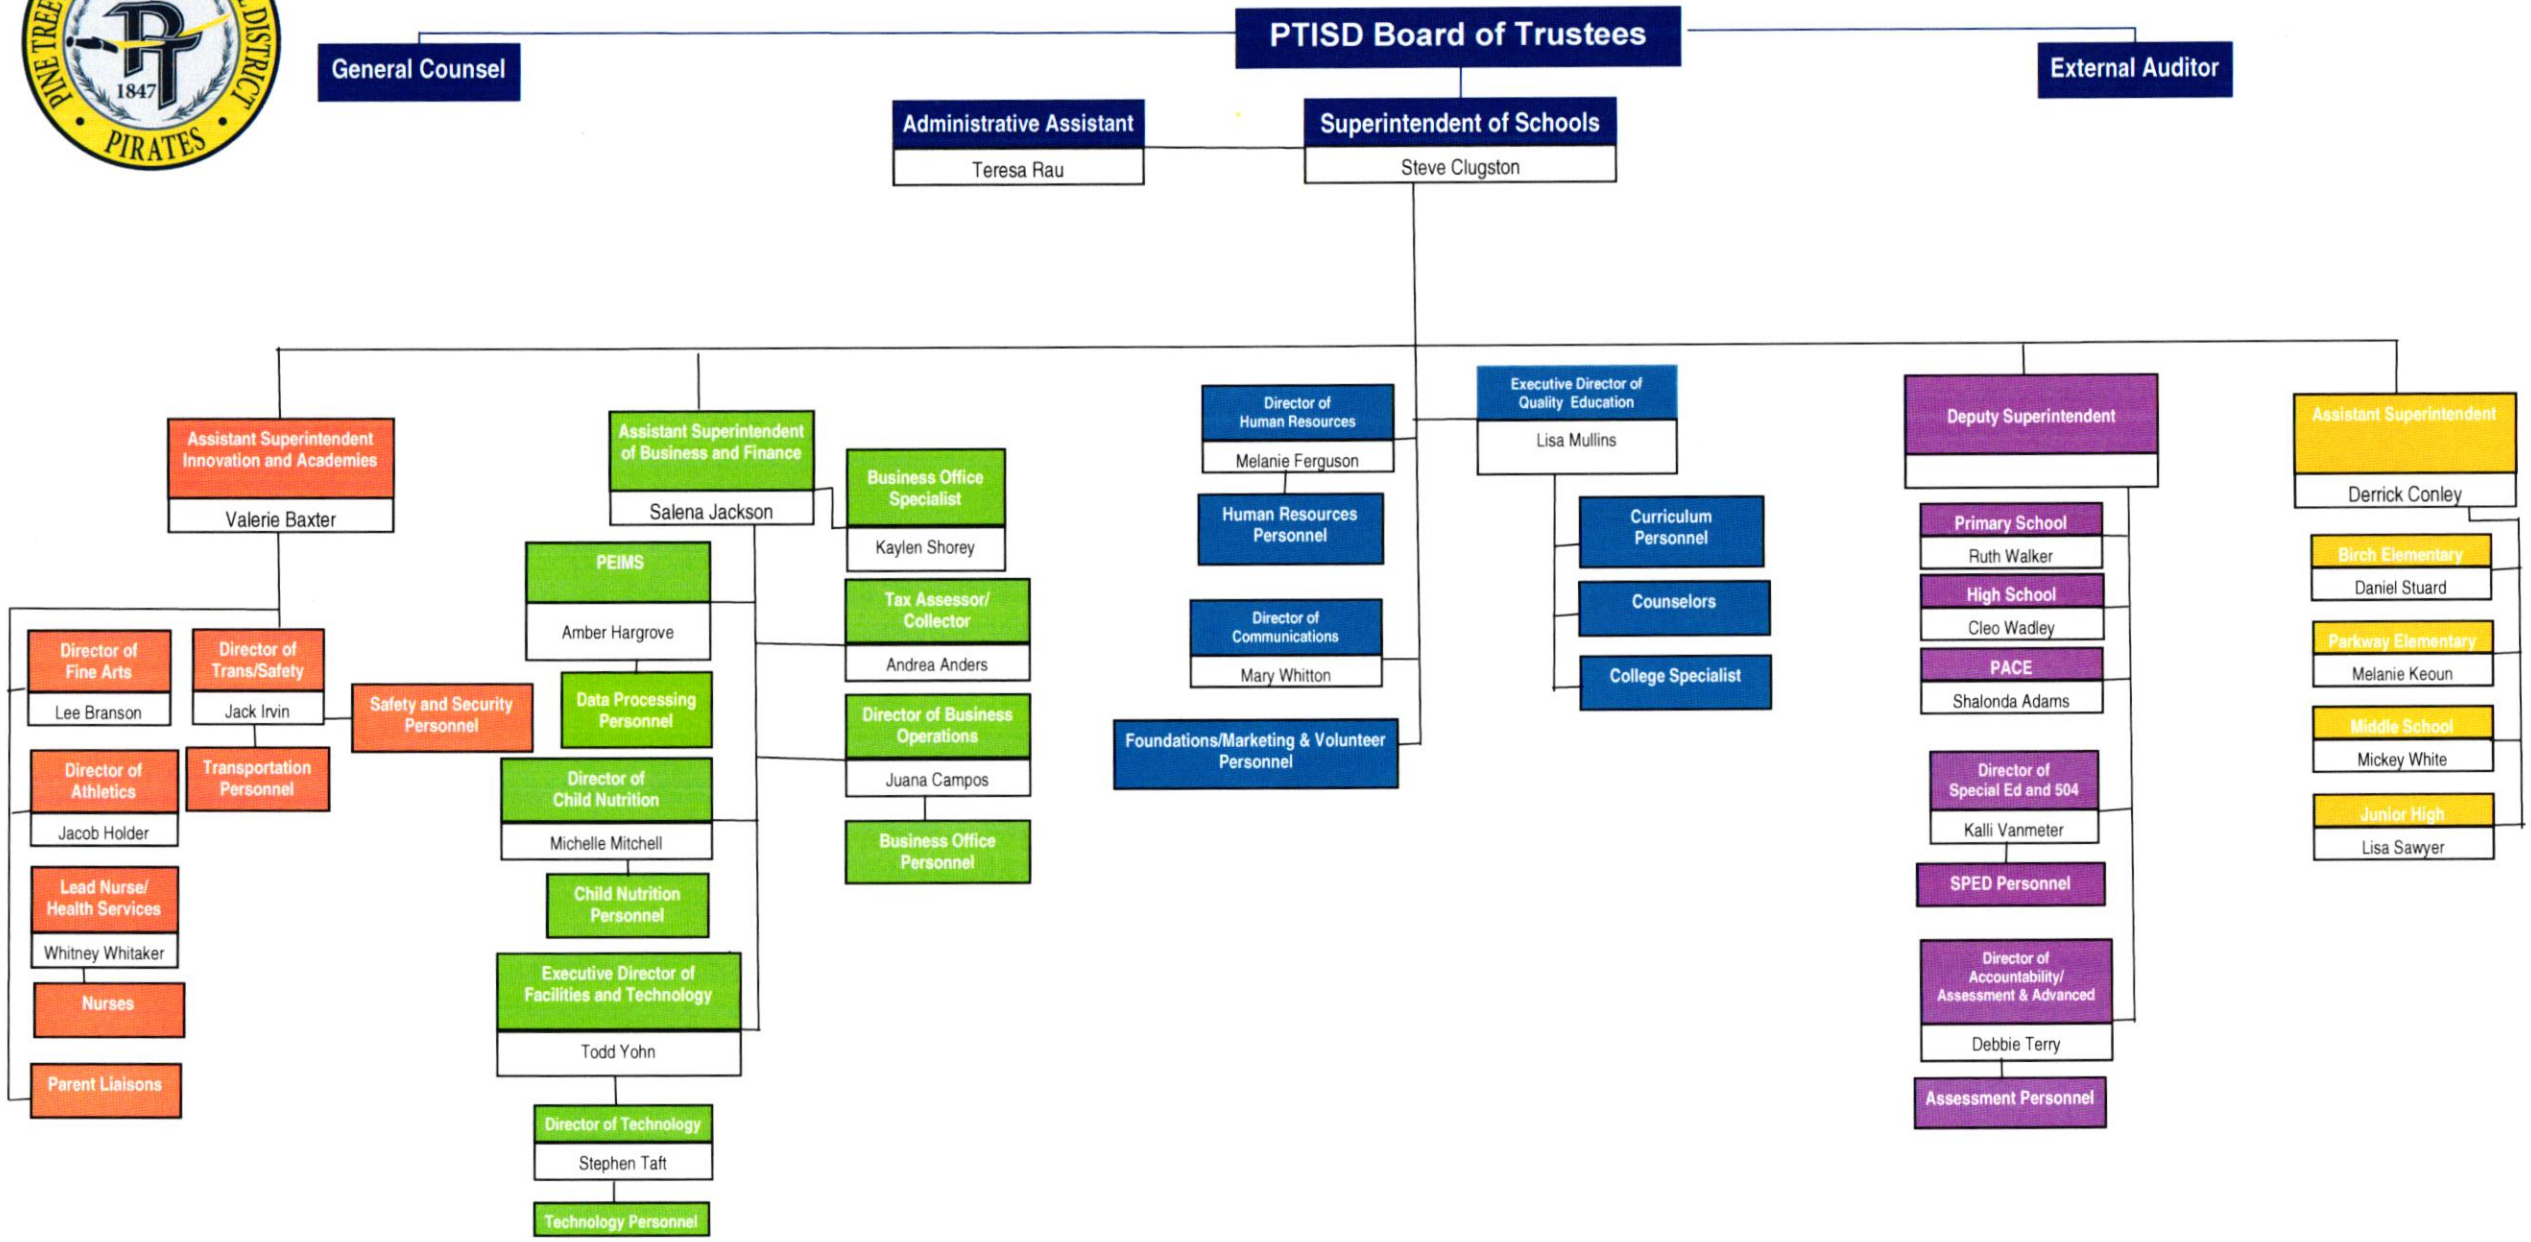 PINE TREE
DISTRICT
PT
1847
PIRATES
PTISD Board of Trustees
General Counsel
External Auditor
Administrative Assistant
Teresa Rau
Superintendent of Schools
Steve Clugston
Assistant Superintendent
Innovation and Academies
Valerie Baxter
Director of
Fine Arts
Lee Branson
Director of
Trans/Safety
Jack Irvin
Safety and Security
Personnel
Transportation
Personnel
Director of
Athletics
Jacob Holder
Lead Nurse/
Health Services
Whitney Whitaker
Nurses
Parent Liaisons
Assistant Superintendent
of Business and Finance
Salena Jackson
Business Office
Specialist
Kaylen Shorey
PEIMS
Amber Hargrove
Data Processing
Personnel
Tax Assessor/
Collector
Andrea Anders
Director of Business
Operations
Juana Campos
Business Office
Personnel
Director of
Child Nutrition
Michelle Mitchell
Child Nutrition
Personnel
Executive Director of
Facilities and Technology
Todd Yohn
Director of Technology
Stephen Taft
Technology Personnel
Director of
Human Resources
Melanie Ferguson
Human Resources
Personnel
Director of
Communications
Mary Whitton
Foundations/Marketing & Volunteer
Personnel
Executive Director of
Quality Education
Lisa Mullins
Curriculum
Personnel
Counselors
College Specialist
Deputy Superintendent
Primary School
Ruth Walker
High School
Cleo Wadley
PACE
Shalonda Adams
Director of
Special Ed and 504
Kalli Vanmeter
SPED Personnel
Director of
Accountability/
Assessment & Advanced
Debbie Terry
Assessment Personnel
Assistant Superintendent
Derrick Conley
Birch Elementary
Daniel Stuard
Parkway Elementary
Melanie Keoun
Middle School
Mickey White
Junior High
Lisa Sawyer